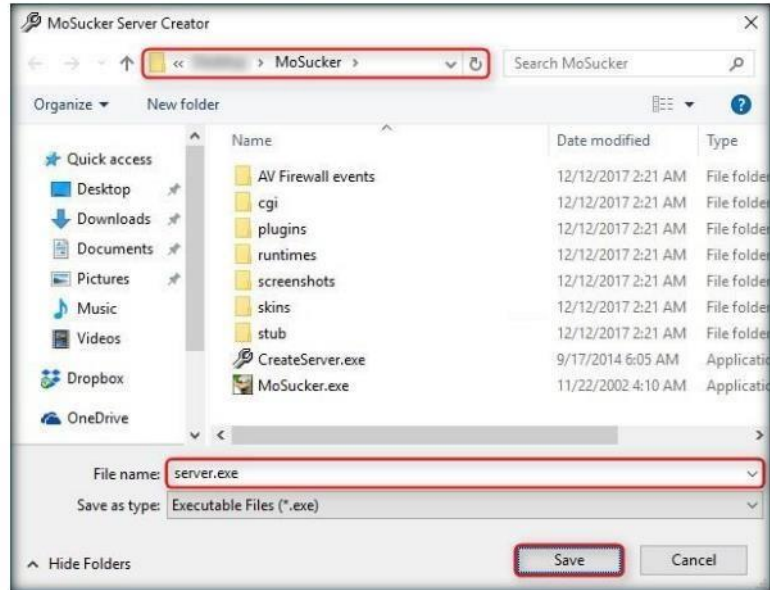 MoSucker Server Creator
« > MoSucker >
Search MoSucker
Organize
New folder
Name
Date modified
Type
Quick access
Desktop
Downloads
Documents
Pictures
Music
Videos
Dropbox
OneDrive
AV Firewall events 12/12/2017 2:21 AM File folder
cgi 12/12/2017 2:21 AM File folder
plugins 12/12/2017 2:21 AM File folder
runtimes 12/12/2017 2:21 AM File folder
screenshots 12/12/2017 2:21 AM File folder
skins 12/12/2017 2:21 AM File folder
stub 12/12/2017 2:21 AM File folder
CreateServer.exe 9/17/2014 6:05 AM Applicatio
MoSucker.exe 11/22/2002 4:10 AM Applicatio
File name: server.exe
Save as type: Executable Files (*.exe)
Hide Folders
Save
Cancel